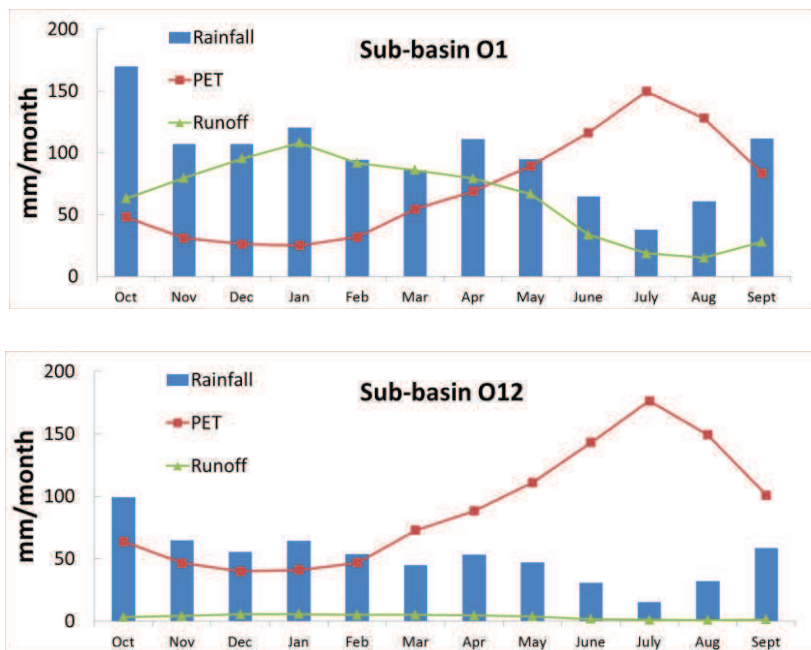 200
150
100
50
0
mm/month
Rainfall
PET
Runoff
Sub-basin O1
Oct Nov Dec Jan Feb Mar Apr May June July Aug Sept
200
150
100
50
0
mm/month
Rainfall
PET
Runoff
Sub-basin O12
Oct Nov Dec Jan Feb Mar Apr May June July Aug Sept